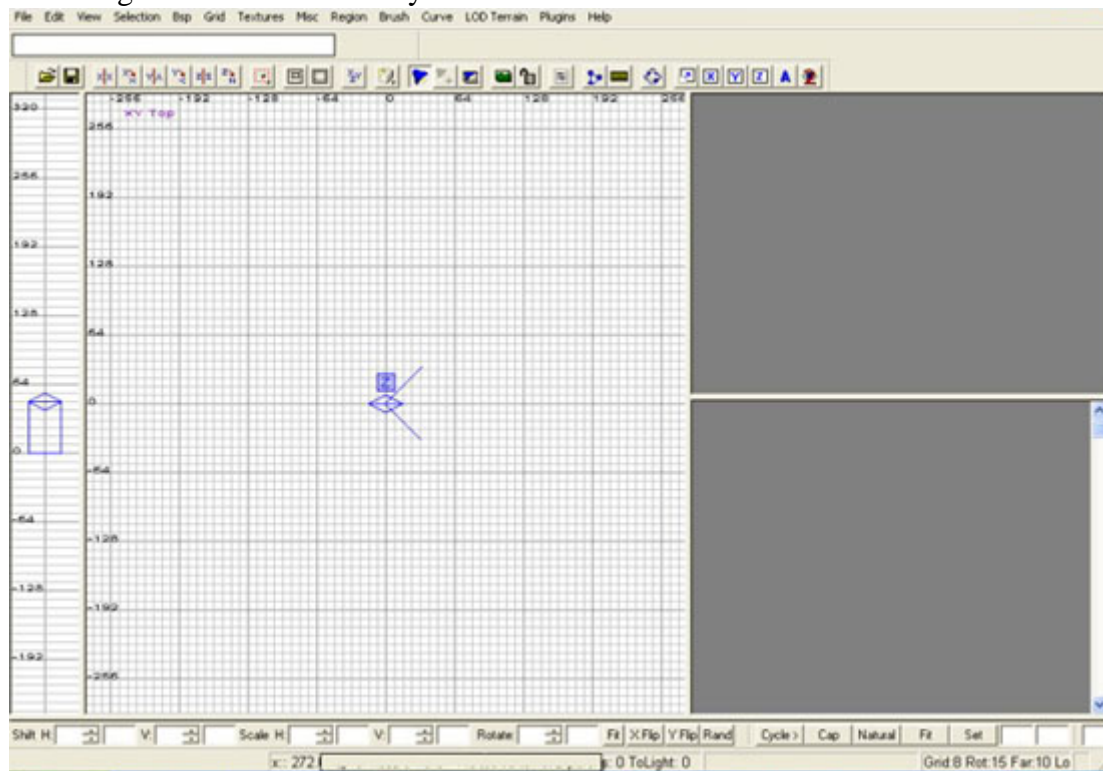 File Edit View Selection Bsp Grid Textures Misc Region Brush Curve LOD Terrain Plugins Help
X Y Z A
-256 -192 -128 -64 0 64 128 192 256
XY Top
320
256
256
192
192
128
128
64
64
Z
0
0
-64
-64
-128
-128
-192
-192
-256
Shift H: V: Scale H: V: Rotate: Fit X Flip Y Flip Rand Cycle > Cap Natural Fit Set
x:: 272 : 0 ToLight: 0 Grid:8 Rot:15 Far:10 Lo